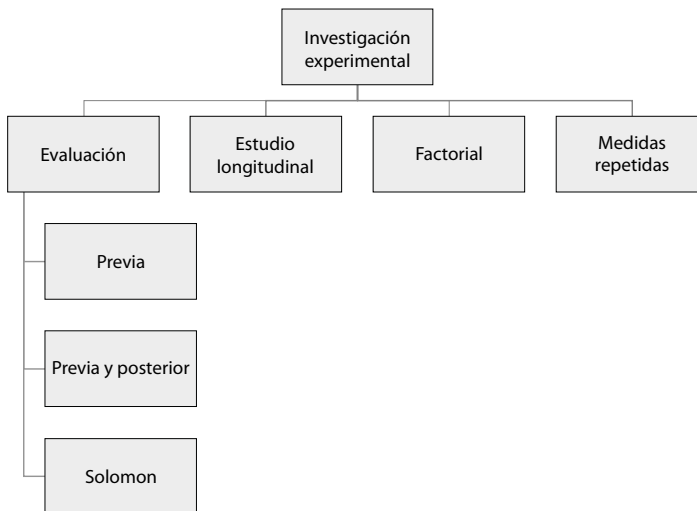 Investigación
experimental
Evaluación
Estudio
longitudinal
Factorial
Medidas
repetidas
Previa
Previa y posterior
Solomon